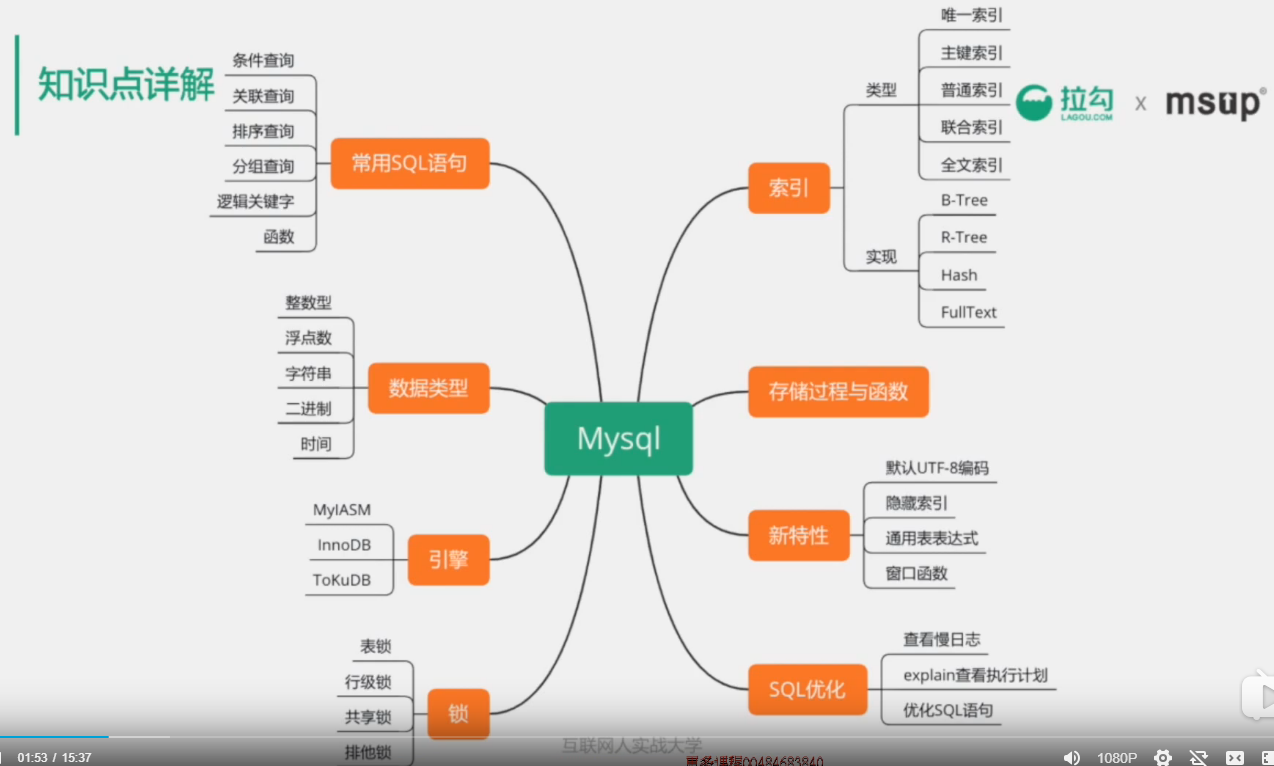 知识点详解
拉勾
LAGOU.COM
x
msup®
Mysql
常用SQL语句
条件查询
关联查询
排序查询
分组查询
逻辑关键字
函数
数据类型
整数型
浮点数
字符串
二进制
时间
引擎
MyIASM
InnoDB
ToKuDB
锁
表锁
行级锁
共享锁
排他锁
索引
类型
唯一索引
主键索引
普通索引
联合索引
全文索引
实现
B-Tree
R-Tree
Hash
FullText
存储过程与函数
新特性
默认UTF-8编码
隐藏索引
通用表表达式
窗口函数
SQL优化
查看慢日志
explain查看执行计划
优化SQL语句
互联网人实战大学
01:53 / 15:37
1080P